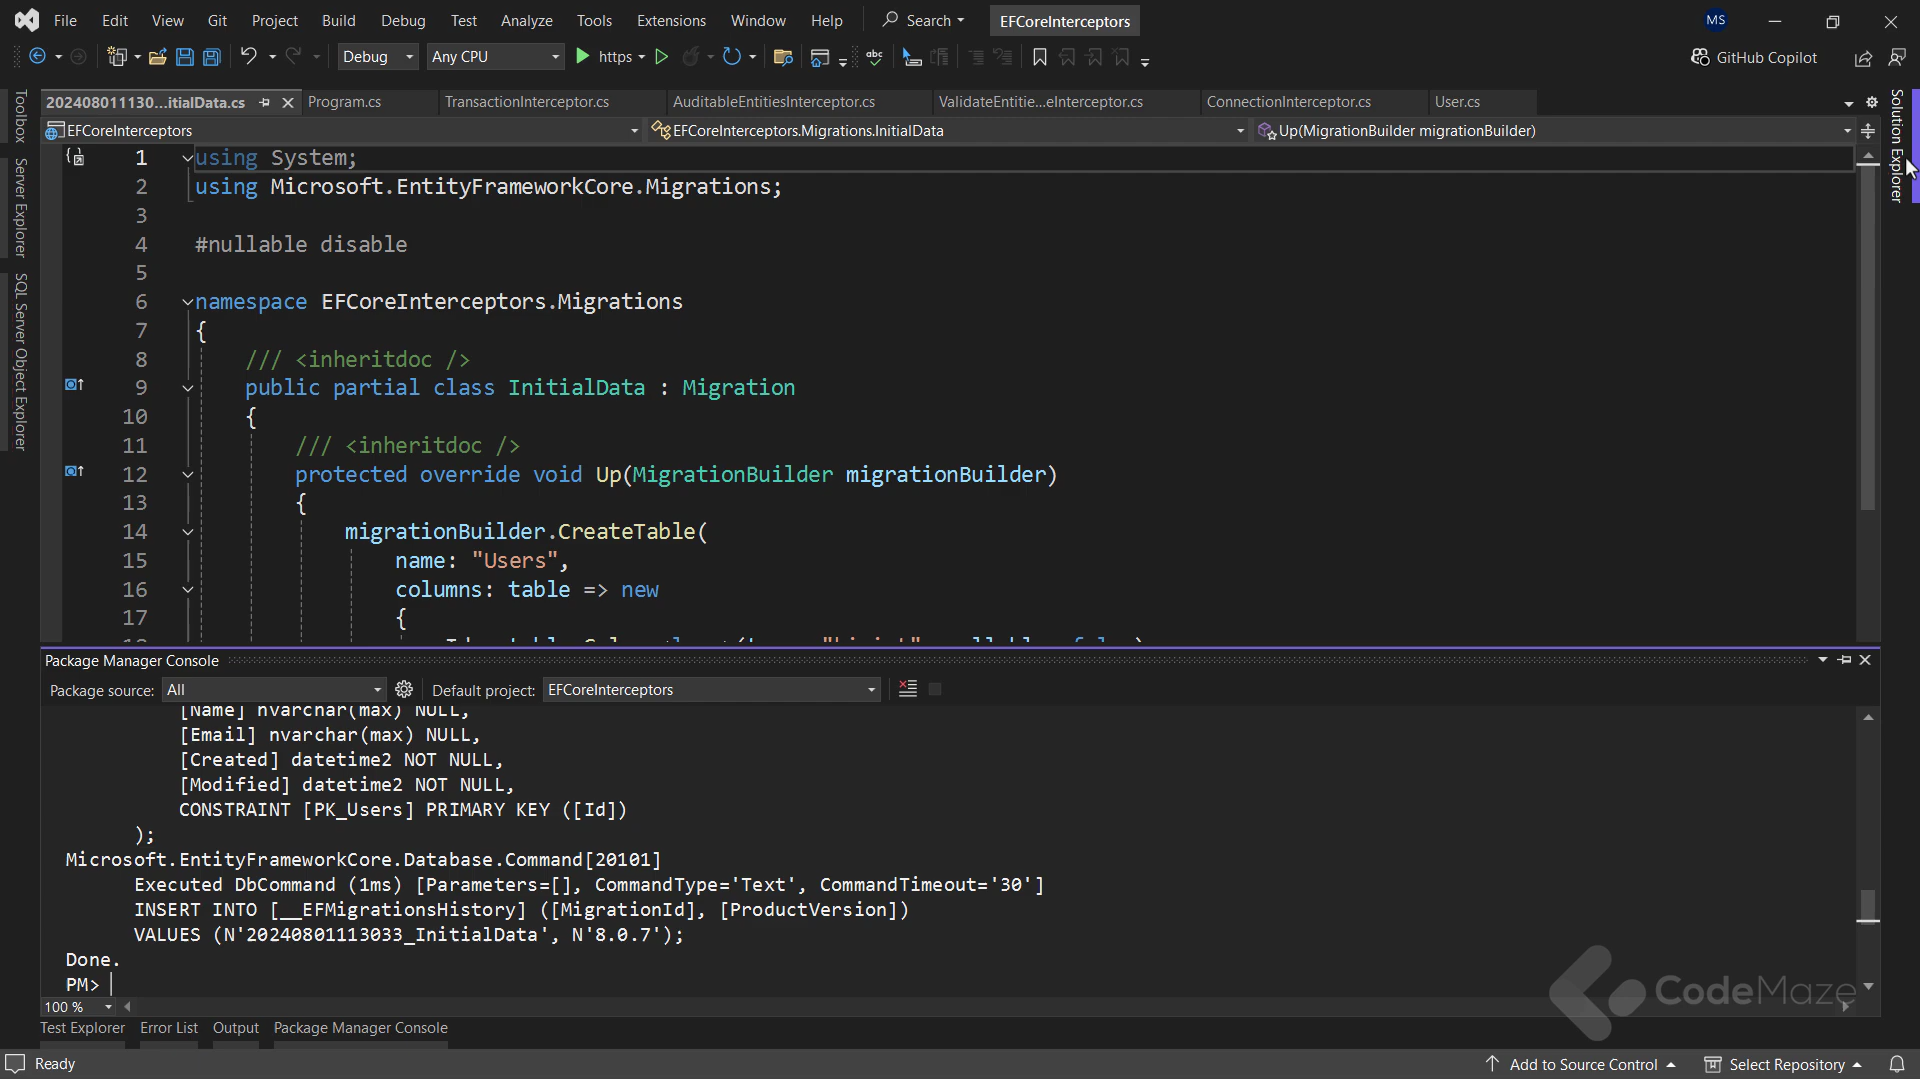 File Edit View Git Project Build Debug Test Analyze Tools Extensions Window Help Search EFCoreInterceptors MS
Debug Any CPU https abc GitHub Copilot
202408011130...itialData.cs Program.cs TransactionInterceptor.cs AuditableEntitiesInterceptor.cs ValidateEntitie...eInterceptor.cs ConnectionInterceptor.cs User.cs
EFCoreInterceptors EFCoreInterceptors.Migrations.InitialData Up(MigrationBuilder migrationBuilder)
Toolbox
Server Explorer
SQL Server Object Explorer
Solution Explorer
1 using System;
2 using Microsoft.EntityFrameworkCore.Migrations;
3
4 #nullable disable
5
6 namespace EFCoreInterceptors.Migrations
7 {
8 /// <inheritdoc />
9 public partial class InitialData : Migration
10 {
11 /// <inheritdoc />
12 protected override void Up(MigrationBuilder migrationBuilder)
13 {
14 migrationBuilder.CreateTable(
15 name: "Users",
16 columns: table => new
17 {
Package Manager Console
Package source: All Default project: EFCoreInterceptors
[Name] nvarchar(max) NULL,
[Email] nvarchar(max) NULL,
[Created] datetime2 NOT NULL,
[Modified] datetime2 NOT NULL,
CONSTRAINT [PK_Users] PRIMARY KEY ([Id])
);
Microsoft.EntityFrameworkCore.Database.Command[20101]
Executed DbCommand (1ms) [Parameters=[], CommandType='Text', CommandTimeout='30']
INSERT INTO [__EFMigrationsHistory] ([MigrationId], [ProductVersion])
VALUES (N'20240801113033_InitialData', N'8.0.7');
Done.
PM>
CodeMaze
100 %
Test Explorer Error List Output Package Manager Console
Ready Add to Source Control Select Repository